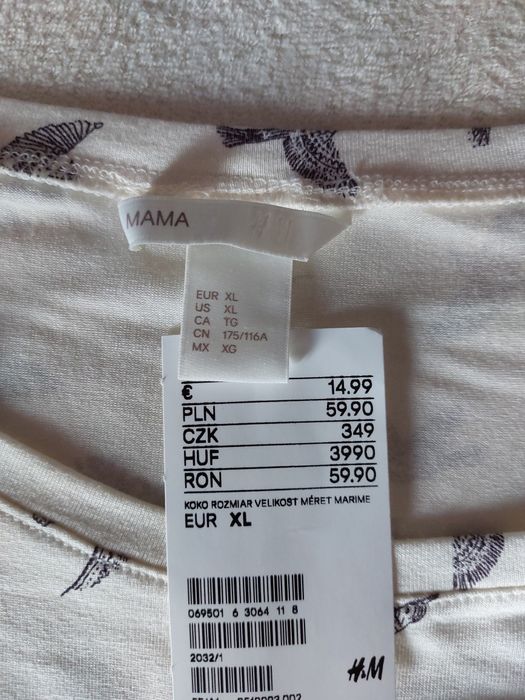 MAMA H&M
EUR XL
US XL
CA TG
CN 175/116A
MX XG
€ 14.99
PLN 59.90
CZK 349
HUF 3990
RON 59.90
KOKO ROZMIAR VELIKOST MÉRET MARIME
EUR XL
069501 6 3064 11 8
2032/1
H&M